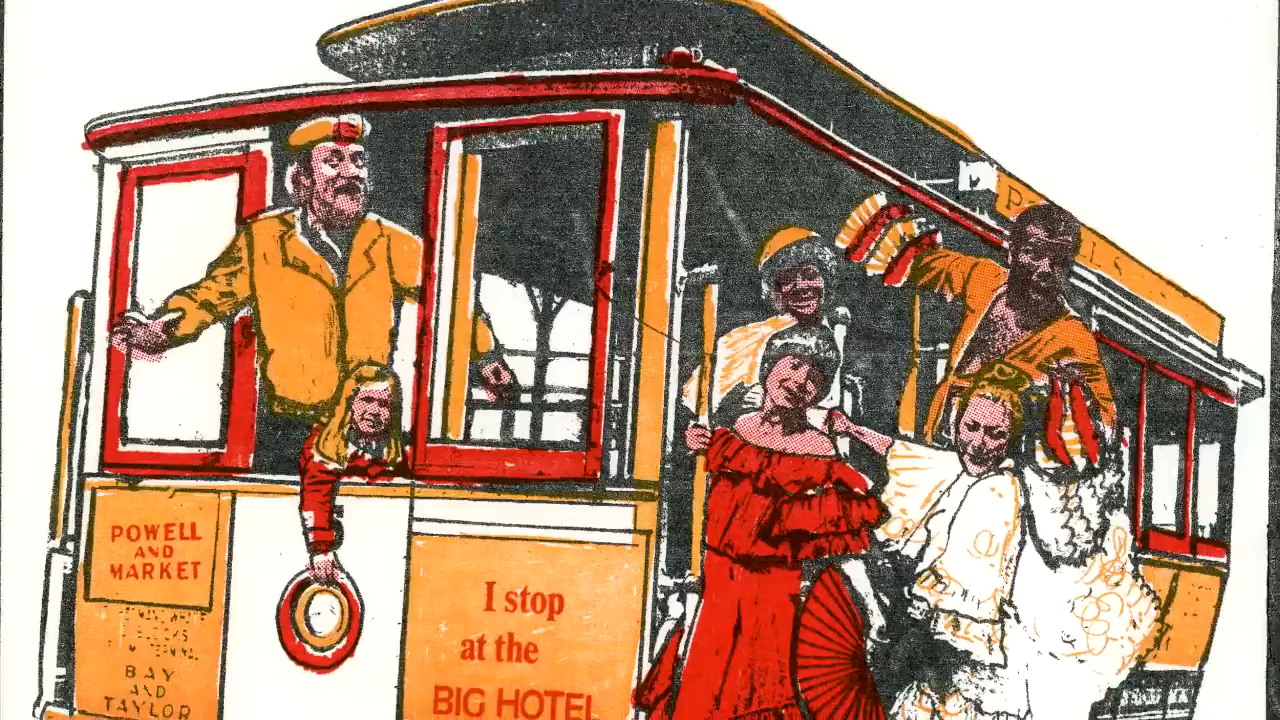 POWELL
AND
MARKET
BAY
AND
TAYLOR
I stop
at the
BIG HOTEL